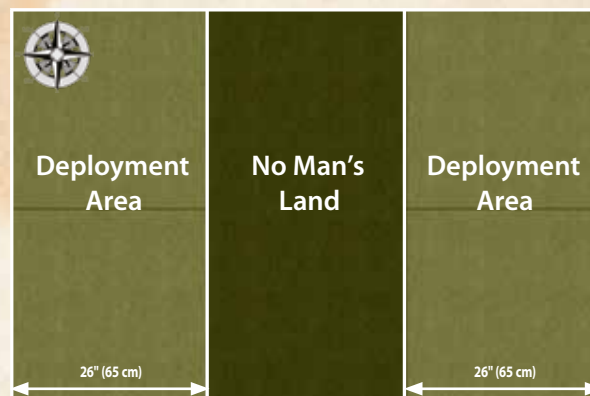 Deployment
Area
No Man's
Land
Deployment
Area
26" (65 cm)
26" (65 cm)